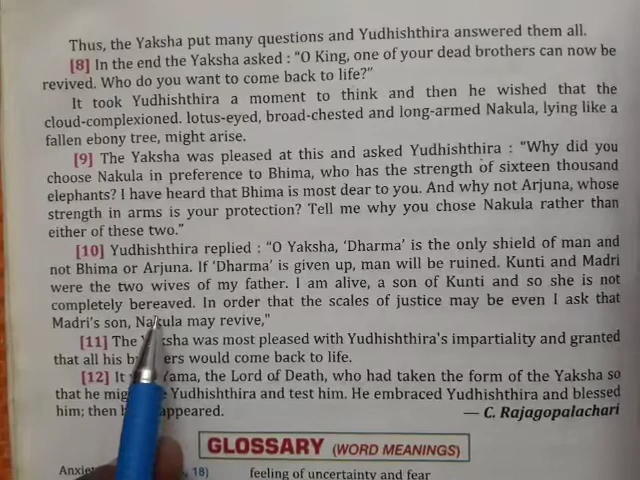 Thus, the Yaksha put many questions and Yudhishthira answered them all.
[8] In the end the Yaksha asked : "O King, one of your dead brothers can now be
revived. Who do you want to come back to life?"
It took Yudhishthira a moment to think and then he wished that the
cloud-complexioned. lotus-eyed, broad-chested and long-armed Nakula, lying like a
fallen ebony tree, might arise.
[9] The Yaksha was pleased at this and asked Yudhishthira : "Why did you
choose Nakula in preference to Bhima, who has the strength of sixteen thousand
elephants? I have heard that Bhima is most dear to you. And why not Arjuna, whose
strength in arms is your protection? Tell me why you chose Nakula rather than
either of these two."
[10] Yudhishthira replied : "O Yaksha, 'Dharma' is the only shield of man and
not Bhima or Arjuna. If 'Dharma' is given up, man will be ruined. Kunti and Madri
were the two wives of my father. I am alive, a son of Kunti and so she is not
completely bereaved. In order that the scales of justice may be even I ask that
Madri's son, Nakula may revive,"
[11] The Yaksha was most pleased with Yudhishthira's impartiality and granted
that all his would come back to life.
[12] It Yama, the Lord of Death, who had taken the form of the Yaksha so
that he Yudhishthira and test him. He embraced Yudhishthira and blessed
him; then appeared. — C. Rajagopalachari
GLOSSARY (WORD MEANINGS)
18) feeling of uncertainty and fear